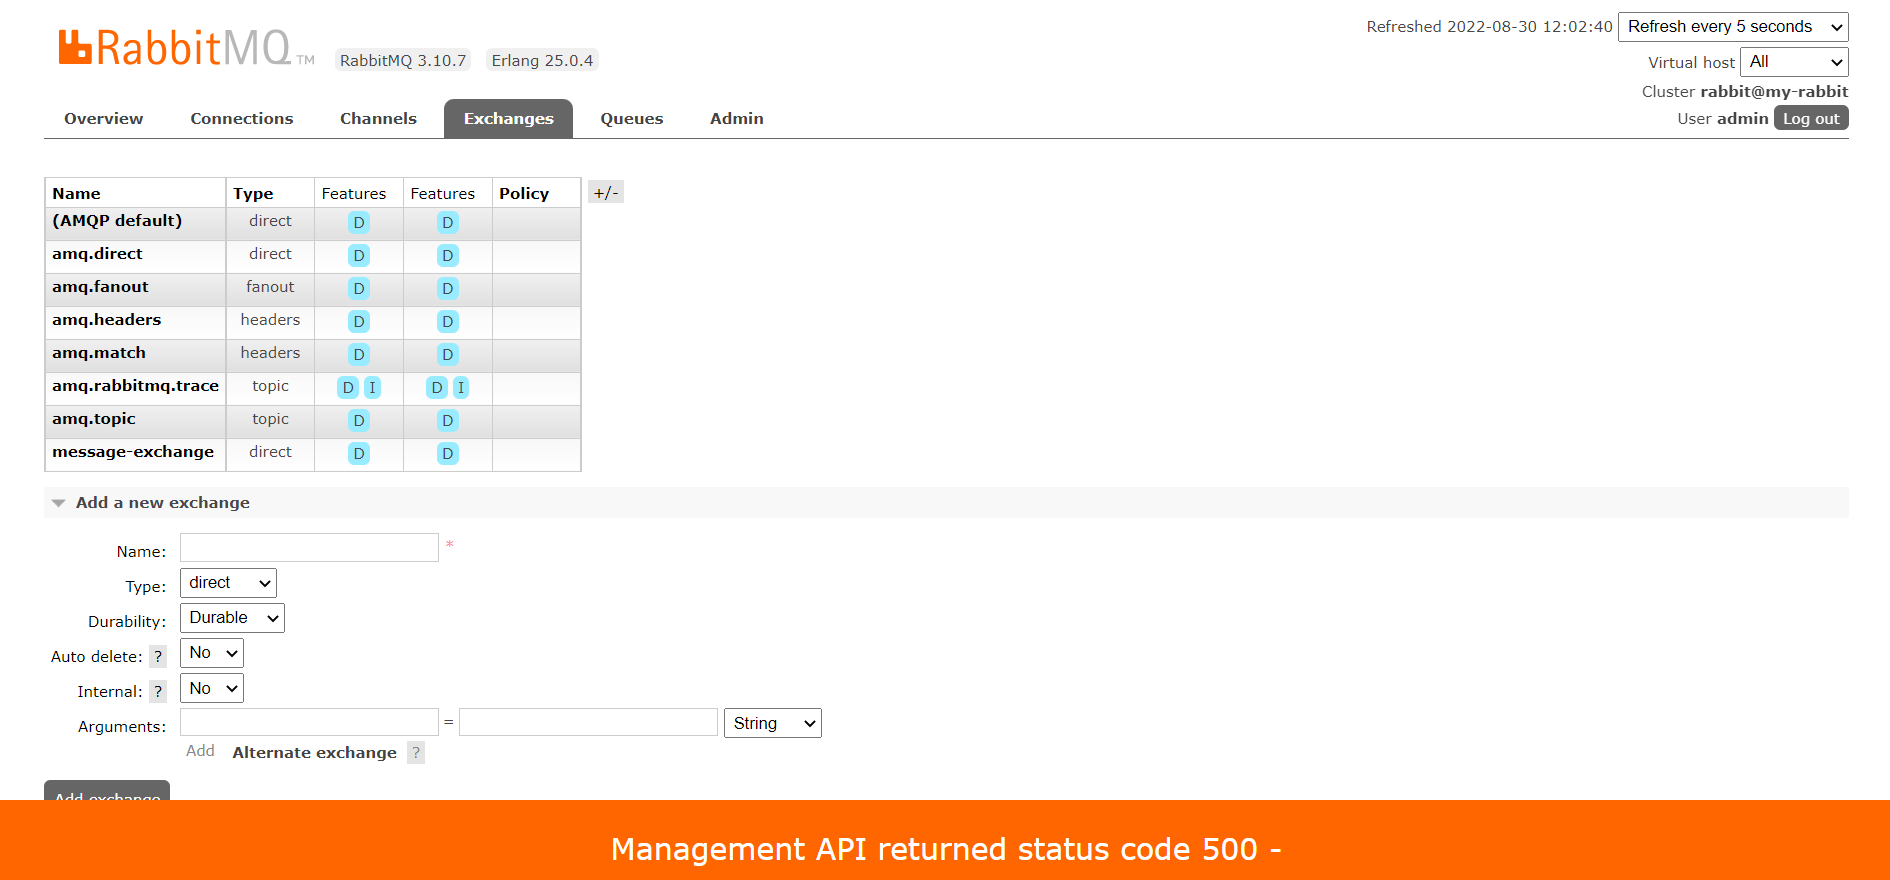 Refreshed 2022-08-30 12:02:40 Refresh every 5 seconds
RabbitMQ TM RabbitMQ 3.10.7 Erlang 25.0.4
Virtual host All
Cluster rabbit@my-rabbit
User admin Log out
Overview Connections Channels Exchanges Queues Admin
Name Type Features Features Policy +/-
(AMQP default) direct D D
amq.direct direct D D
amq.fanout fanout D D
amq.headers headers D D
amq.match headers D D
amq.rabbitmq.trace topic D I D I
amq.topic topic D D
message-exchange direct D D
Add a new exchange
Name: *
Type: direct
Durability: Durable
Auto delete: ? No
Internal: ? No
Arguments: = String
Add Alternate exchange ?
Add exchange
Management API returned status code 500 -